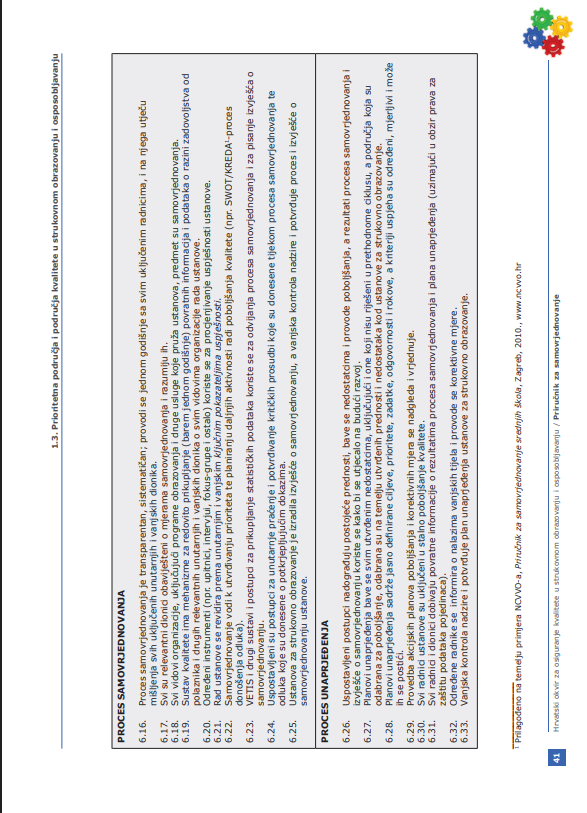 1.3. Prioritetna područja i područja kvalitete u strukovnom obrazovanju i osposobljavanju
PROCES SAMOVRJEDNOVANJA
6.16. Proces samovrjednovanja je transparentan, sistematičan; provodi se jednom godišnje sa svim uključenim radnicima, i na njega utječu
mišljenja svih uključenih unutarnjih i vanjskih dionika.
6.17. Svi su relevantni dionici obaviješteni o mjerama samovrjednovanja i razumiju ih.
6.18. Svi vidovi organizacije, uključujući programe obrazovanja i druge usluge koje pruža ustanova, predmet su samovrjednovanja.
6.19. Sustav kvalitete ima mehanizme za redovito prikupljanje (barem jednom godišnje) povratnih informacija i podataka o razini zadovoljstva od
polaznika i drugih relevantnih unutarnjih i vanjskih dionika o svim vidovima organizacije rada ustanove.
6.20. određeni instrumenti (npr. upitnici, intervjui, fokus-grupe i ostalo) koriste se za procjenjivanje uspješnosti ustanove.
6.21. Rad ustanove se revidira prema unutarnjim i vanjskim ključnim pokazateljima uspješnosti.
6.22. Samovrjednovanje vodi k utvrđivanju prioriteta te planiranju daljnjih aktivnosti radi poboljšanja kvalitete (npr. SWOT/KREDA¹–proces
donošenja odluka).
6.23. VETIS i drugi sustavi i postupci za prikupljanje statističkih podataka koriste se za odvijanja procesa samovrjednovanja i za pisanje izvješća o
samovrjednovanju.
6.24. Uspostavljeni su postupci za unutarnje praćenje i potvrđivanje kritičkih prosudbi koje su donesene tijekom procesa samovrjednovanja te
odluka koje su donesene o potkrjepljujućim dokazima.
6.25. Ustanova za strukovno obrazovanje je izradila izvješće o samovrjednovanju, a vanjska kontrola nadzire i potvrđuje proces i izvješće o
samovrjednovanju ustanove.
PROCES UNAPRJEĐENJA
6.26. Uspostavljeni postupci nadograđuju postojeće prednosti, bave se nedostatcima i provode poboljšanja, a rezultati procesa samovrjednovanja i
izvješće o samovrjednovanju koriste se kako bi se utjecalo na budući razvoj.
6.27. Planovi unaprjeđenja bave se svim utvrđenim nedostatcima, uključujući i one koji nisu riješeni u prethodnome ciklusu, a područja koja su
odabrana za poboljšanje, odabrana su na temelju utvrđenih prednosti i nedostataka kod ustanove za strukovno obrazovanje.
6.28. Planovi unaprjeđenja sadrže jasno definirane ciljeve, prioritete, zadatke, odgovornosti i rokove, a kriteriji uspjeha su određeni, mjerljivi i može
ih se postići.
6.29. Provedba akcijskih planova poboljšanja i korektivnih mjera se nadgleda i vrjednuje.
6.30. Svi radnici ustanove su uključeni u stalno poboljšanje kvalitete.
6.31. Svi radnici i dionici dobivaju povratne informacije o rezultatima procesa samovrjednovanja i plana unaprjeđenja (uzimajući u obzir prava za
zaštitu podataka pojedinaca).
6.32. Određene radnike se informira o nalazima vanjskih tijela i provode se korektivne mjere.
6.33. Vanjska kontrola nadzire i potvrđuje plan unaprjeđenja ustanove za strukovno obrazovanje.
¹ Prilagođeno na temelju primjera NCVVO-a, Priručnik za samovrjednovanje srednjih škola, Zagreb, 2010., www.ncvvo.hr
41 Hrvatski okvir za osiguranje kvalitete u strukovnom obrazovanju i osposobljavanju / Priručnik za samovrjednovanje